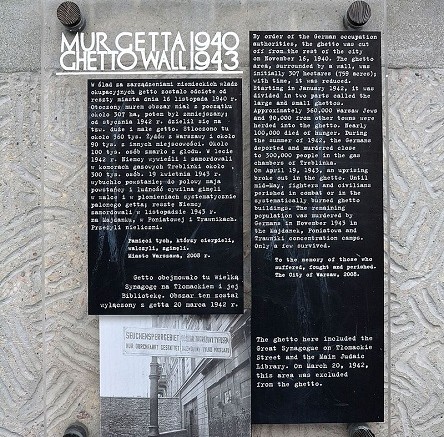 MUR GETTA 1940
GHETTO WALL 1943
W ślad za zarządzeniami niemieckich władz
okupacyjnych getto zostało odcięte od
reszty miasta dnia 16 listopada 1940 r.
Otoczony murem obszar miał z początku
około 307 ha, potem był zmniejszany;
od stycznia 1942 r. dzielił się na
tzw. duże i małe getto. Stłoczono tu
około 360 tys. Żydów z Warszawy i około
90 tys. z innych miejscowości. Około
100 tys. osób zmarło z głodu. W lecie
1942 r. Niemcy wywieźli i zamordowali
w komorach gazowych Treblinki około
300 tys. osób. 19 kwietnia 1943 r.
wybuchło powstanie; do połowy maja
powstańcy i ludność cywilna ginęli
w walce i w płomieniach systematycznie
palonego getta; resztę Niemcy
zamordowali w listopadzie 1943 r.
na Majdanku, w Poniatowej i Trawnikach.
Przeżyli nieliczni.
Pamięci tych, którzy cierpieli,
walczyli, zginęli.
Miasto Warszawa, 2008 r.
Getto obejmowało tu Wielką
Synagogę na Tłomackiem i jej
Bibliotekę. Obszar ten został
wyłączony z getta 20 marca 1942 r.
By order of the German occupation
authorities, the ghetto was cut
off from the rest of the city
on November 16, 1940. The ghetto
area, surrounded by a wall, was
initially 307 hectares (759 acres);
with time, it was reduced.
Starting in January 1942, it was
divided in two parts called the
large and small ghettos.
Approximately 360,000 Warsaw Jews
and 90,000 from other towns were
herded into the ghetto. Nearly
100,000 died of hunger. During
the summer of 1942, the Germans
deported and murdered close
to 300,000 people in the gas
chambers of Treblinka.
On April 19, 1943, an uprising
broke out in the ghetto. Until
mid-May, fighters and civilians
perished in combat or in the
systematically burned ghetto
buildings. The remaining
population was murdered by
Germans in November 1943 in
the Majdanek, Poniatowa and
Trawniki concentration camps.
Only a few survived.
To the memory of those who
suffered, fought and perished.
The City of Warsaw, 2008.
The ghetto here included the
Great Synagogue on Tłomackie
Street and the Main Judaic
Library. On March 20, 1942,
this area was excluded
from the ghetto.
SEUCHENSPERRGEBIET
NUR DURCHFAHRT GESTATTET